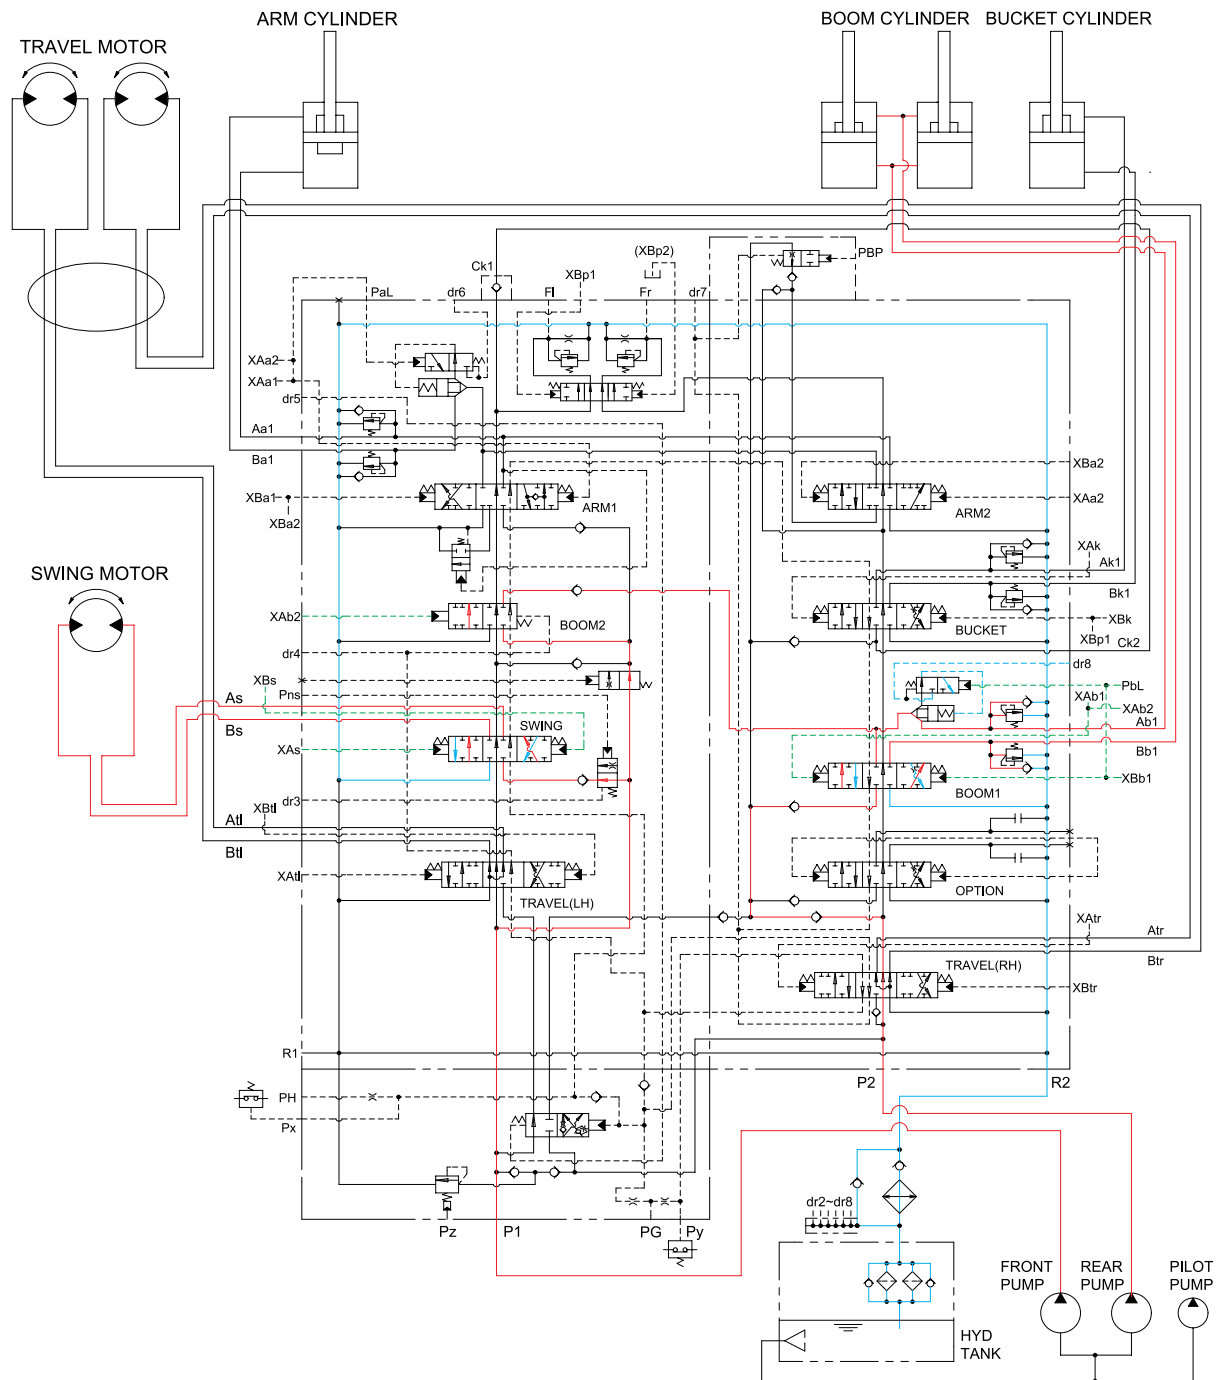 ARM CYLINDER
BOOM CYLINDER
BUCKET CYLINDER
TRAVEL MOTOR
(XBp2)
PBP
Ck1
XBp1
PaL
dr6
Fl
Fr
dr7
XAa2
XAa1
dr5
Aa1
Ba1
XBa2
XBa1
ARM1
XAa2
ARM2
XBa2
XAk
Ak1
SWING MOTOR
Bk1
XAb2
BOOM2
BUCKET
XBk
XBp1
Ck2
dr4
dr8
XBs
Pns
PbL
XAb1
XAb2
As
Ab1
Bs
SWING
Bb1
XAs
XBb1
BOOM1
dr3
XBtl
Atl
Btl
XAtl
OPTION
TRAVEL(LH)
XAtr
Atr
Btr
TRAVEL(RH)
XBtr
R1
P2
R2
PH
Px
dr2~dr8
Pz
P1
PG
Py
FRONT
PUMP
REAR
PUMP
PILOT
PUMP
HYD
TANK